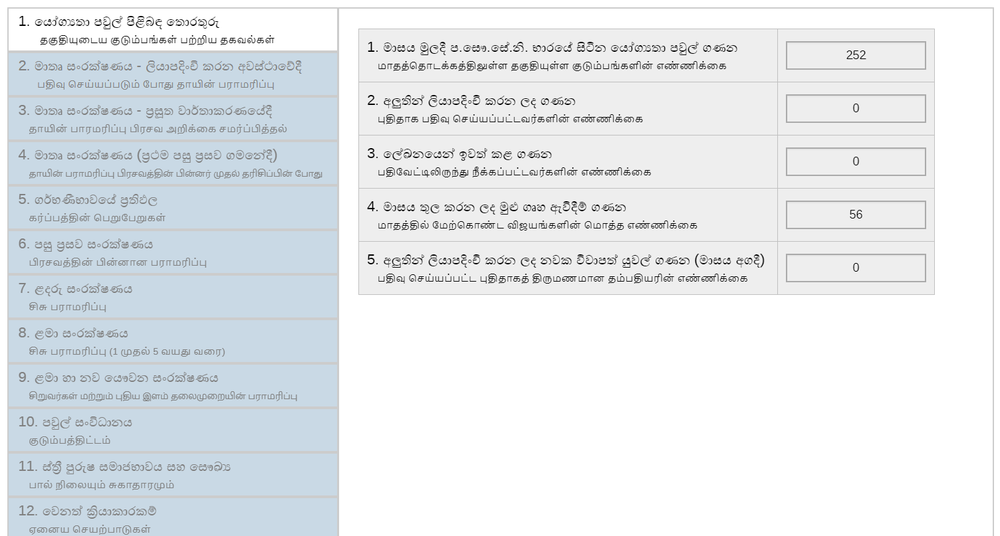 1. යෝග්‍යතා පවුල් පිළිබඳ තොරතුරු
தகுதியுடைய குடும்பங்கள் பற்றிய தகவல்கள்
2. මාතෘ සංරක්ෂණය - ලියාපදිංචි කරන අවස්ථාවේදී
பதிவு செய்யப்படும் போது தாயின் பராமரிப்பு
3. මාතෘ සංරක්ෂණය - ප්‍රසූත වාර්තාකරණයේදී
தாயின் பாரமரிப்பு பிரசவ அறிக்கை சமர்ப்பித்தல்
4. මාතෘ සංරක්ෂණය (ප්‍රථම පසු ප්‍රසව ගමනේදී)
தாயின் பராமரிப்பு பிரசவத்தின் பின்னர் முதல் தரிசிப்பின் போது
5. ගර්භණීභාවයේ ප්‍රතිඵල
கர்ப்பத்தின் பெறுபேறுகள்
6. පසු ප්‍රසව සංරක්ෂණය
பிரசவத்தின் பின்னான பராமரிப்பு
7. ළදරු සංරක්ෂණය
சிசு பராமரிப்பு
8. ළමා සංරක්ෂණය
சிசு பராமரிப்பு (1 முதல் 5 வயது வரை)
9. ළමා හා නව යෞවන සංරක්ෂණය
சிறுவர்கள் மற்றும் புதிய இளம் தலைமுறையின் பராமரிப்பு
10. පවුල් සංවිධානය
குடும்பத்திட்டம்
11. ස්ත්‍රී පුරුෂ සමාජභාවය සහ සෞඛ්‍ය
பால் நிலையும் சுகாதாரமும்
12. වෙනත් ක්‍රියාකාරකම්
ஏனைய செயற்பாடுகள்
1. මාසය මුලදී ප.සෞ.සේ.නි. භාරයේ සිටින යෝග්‍යතා පවුල් ගණන
மாதத்தொடக்கத்திலுள்ள தகுதியுள்ள குடும்பங்களின் எண்ணிக்கை
252
2. අලුතින් ලියාපදිංචි කරන ලද ගණන
புதிதாக பதிவு செய்யப்பட்டவர்களின் எண்ணிக்கை
0
3. ලේඛනයෙන් ඉවත් කළ ගණන
பதிவேட்டிலிருந்து நீக்கப்பட்டவர்களின் எண்ணிக்கை
0
4. මාසය තුල කරන ලද මුළු ගෘහ ඇවිදීම් ගණන
மாதத்தில் மேற்கொண்ட விஜயங்களின் மொத்த எண்ணிக்கை
56
5. අලුතින් ලියාපදිංචි කරන ලද නවක විවාපත් යුවල් ගණන (මාසය අගදී)
பதிவு செய்யப்பட்ட புதிதாகத் திருமணமான தம்பதியரின் எண்ணிக்கை
0